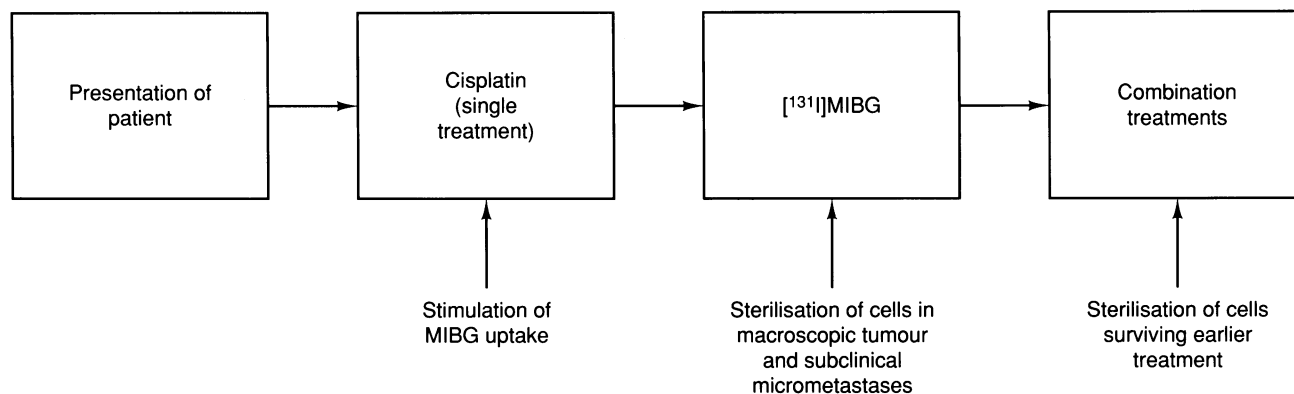 Presentation of
patient
Cisplatin
(single
treatment)
[¹³¹I]MIBG
Combination
treatments
Stimulation of
MIBG uptake
Sterilisation of cells in
macroscopic tumour
and subclinical
micrometastases
Sterilisation of cells
surviving earlier
treatment